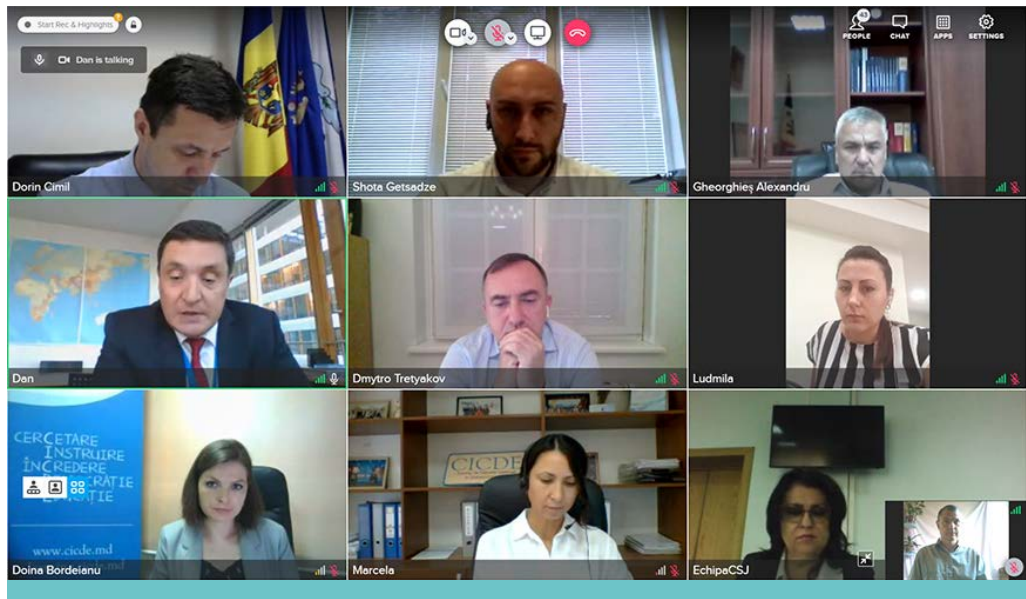 Start Rec & Highlights
Dan is talking
43
PEOPLE
CHAT
APPS
SETTINGS
Dorin Cimil
Shota Getsadze
Gheorghieș Alexandru
Dan
Dmytro Tretyakov
Ludmila
CERCETARE
INSTRUIRE
ÎNCREDERE
www.cicde.md
CICDE
Doina Bordeianu
Marcela
EchipaCSJ